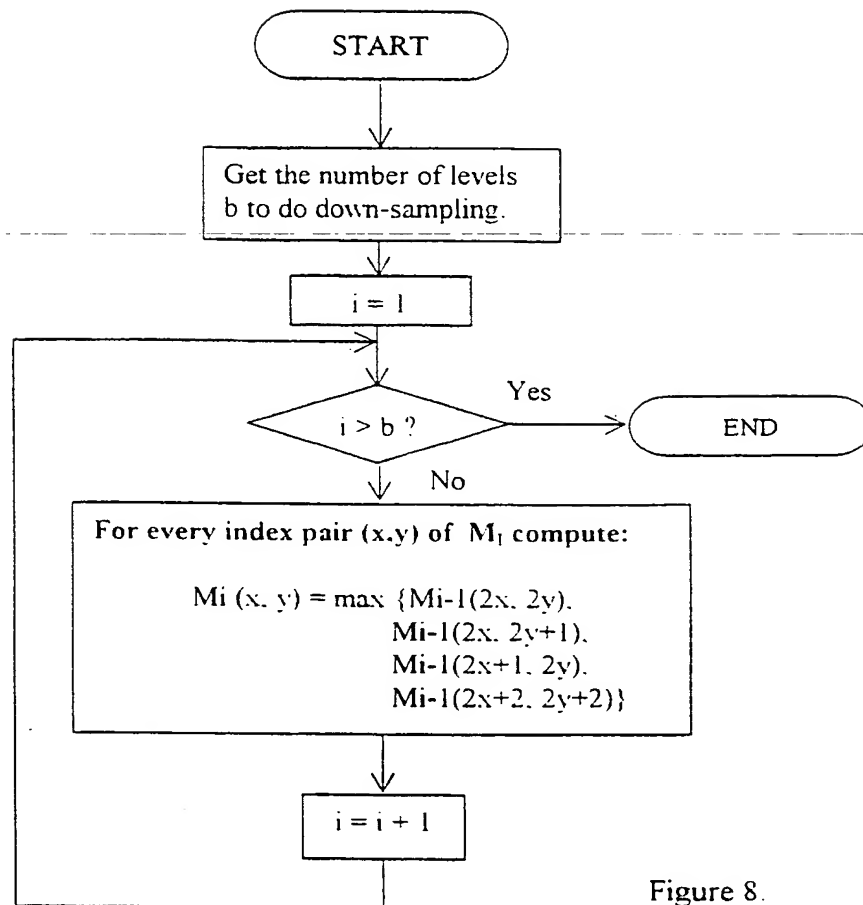 START
Get the number of levels
b to do down-sampling.
i = 1
i > b ?
Yes
END
No
For every index pair (x,y) of Mi compute:
Mi (x, y) = max {Mi-1(2x, 2y),
Mi-1(2x, 2y+1),
Mi-1(2x+1, 2y),
Mi-1(2x+2, 2y+2)}
i = i + 1
Figure 8.